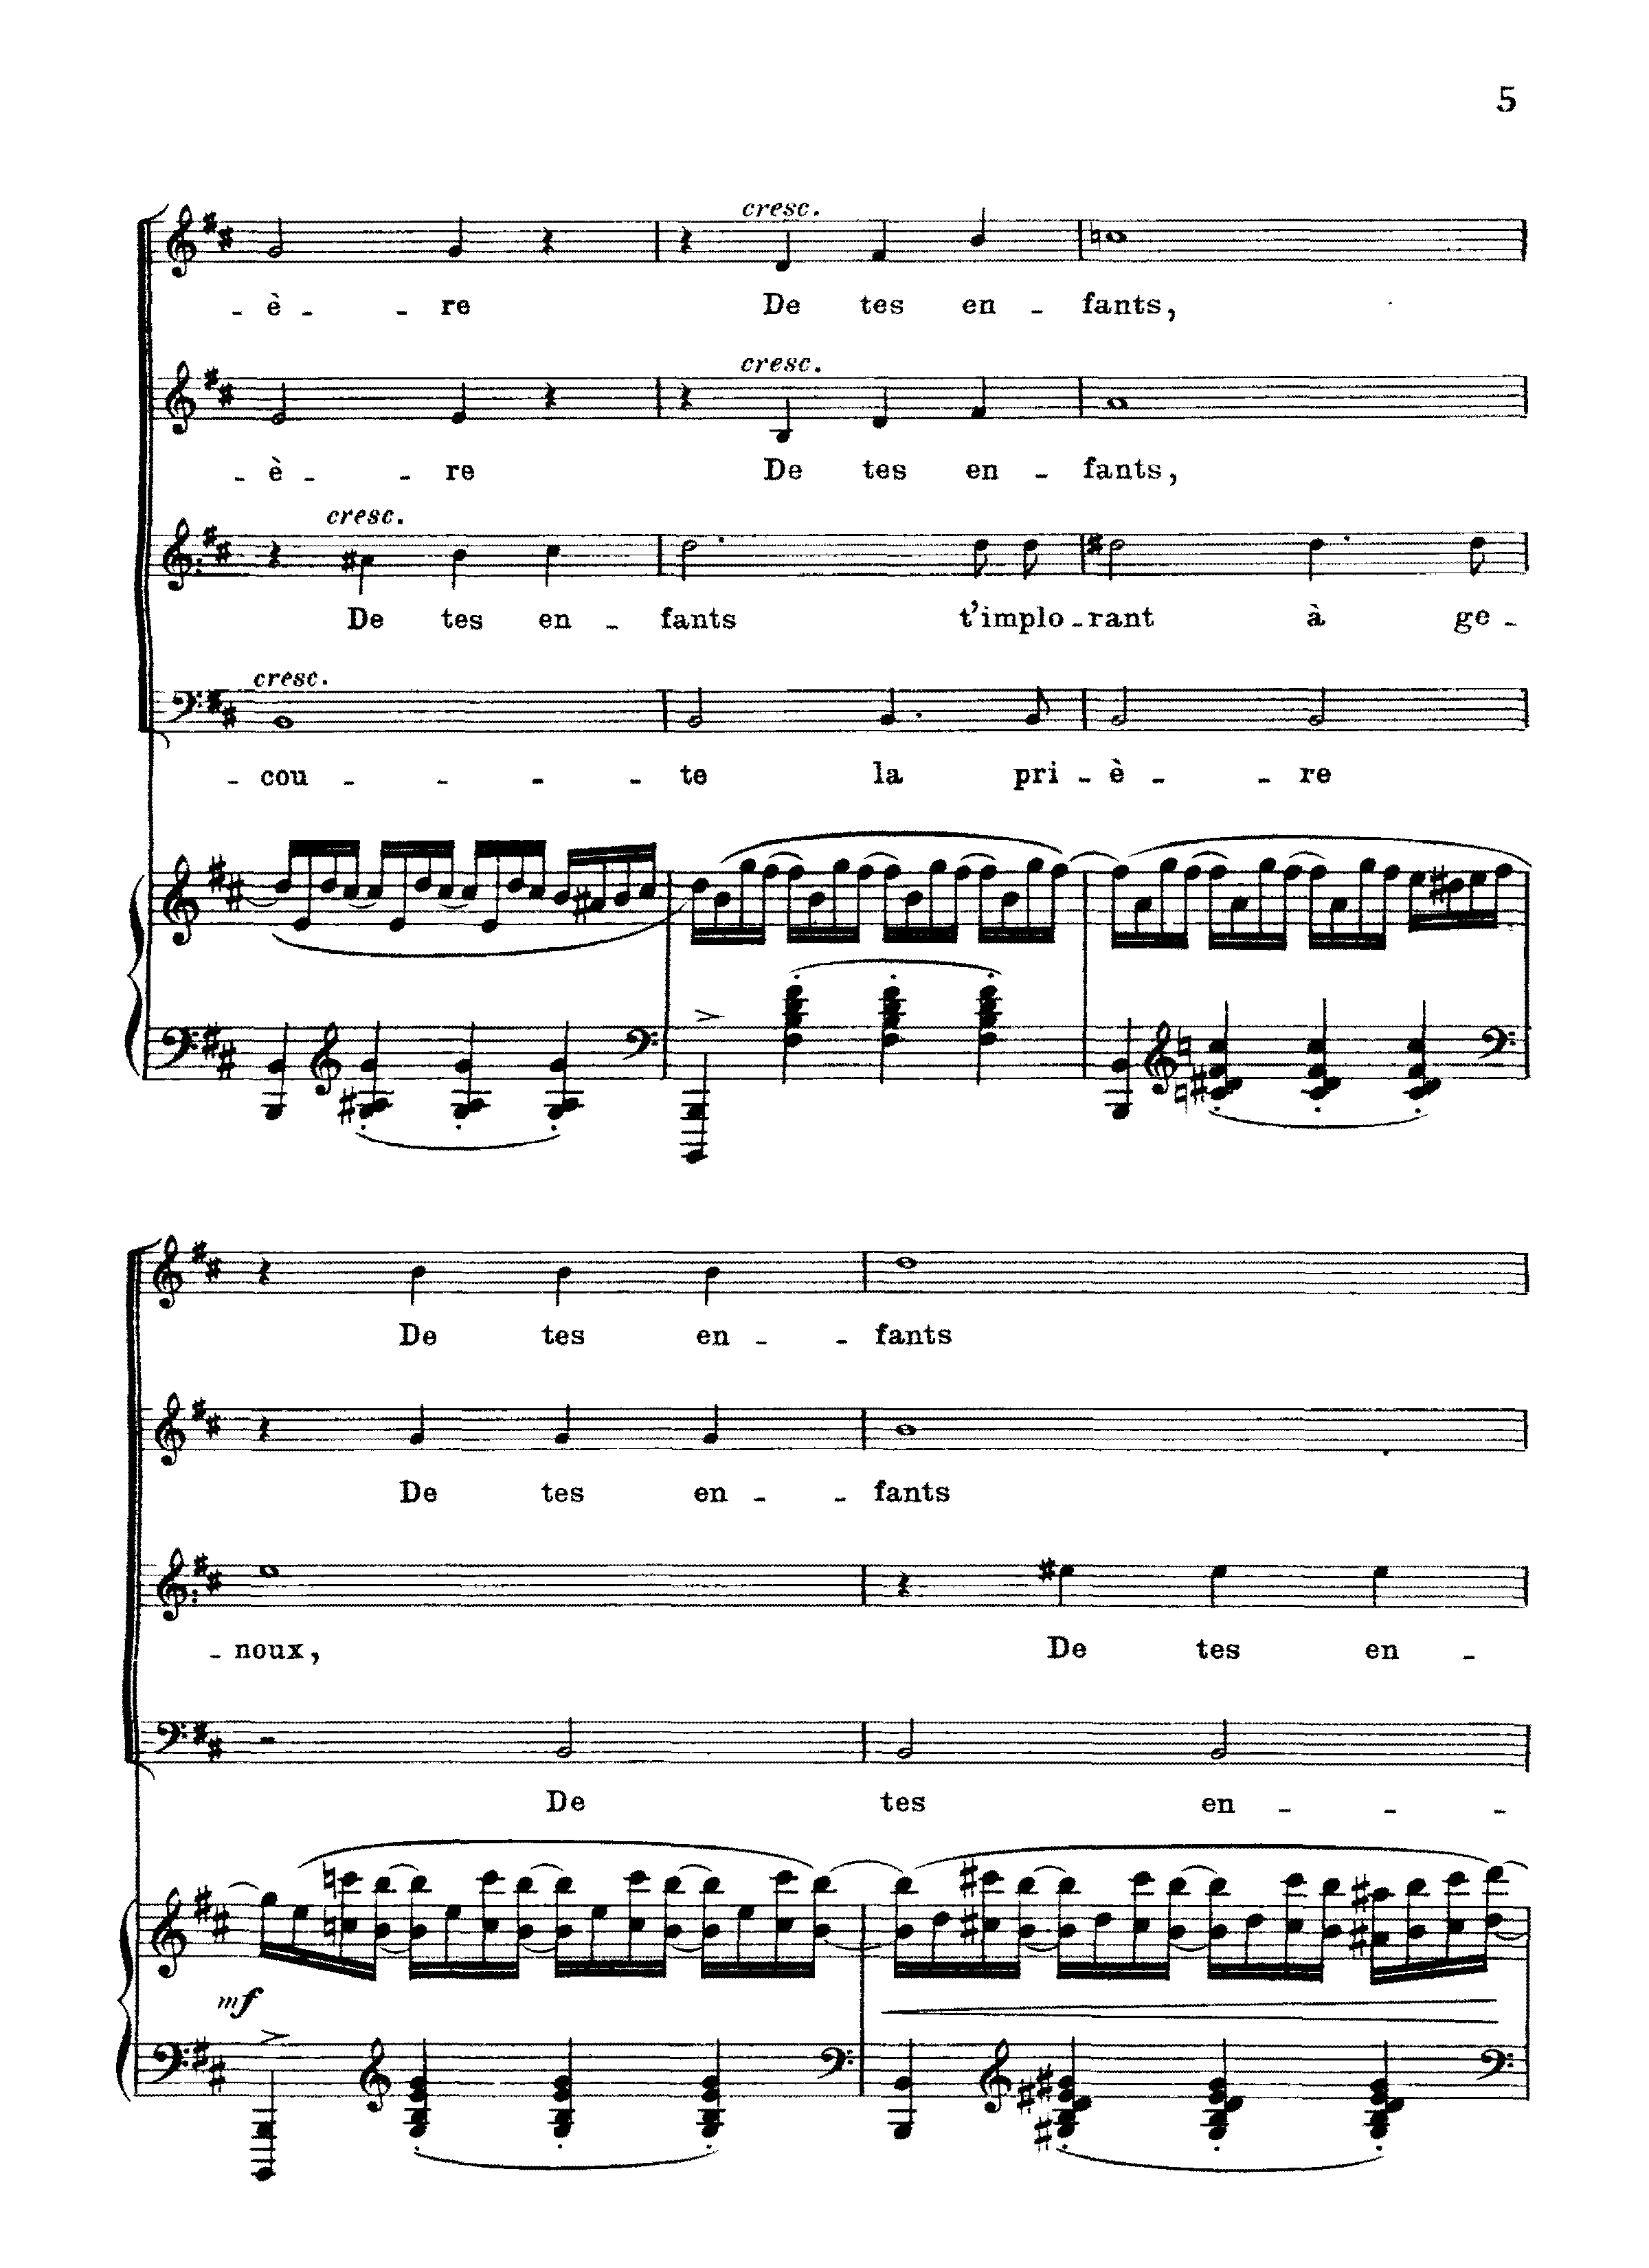 5
cresc.
- è - - re De tes en - fants,
cresc.
- è - - re De tes en - fants,
cresc.
De tes en - fants t'implo - rant à ge -
cresc.
- cou - - - - te la pri - è - - re
De tes en - - fants
De tes en - - fants
- noux, De tes en -
De tes en - - -
mf